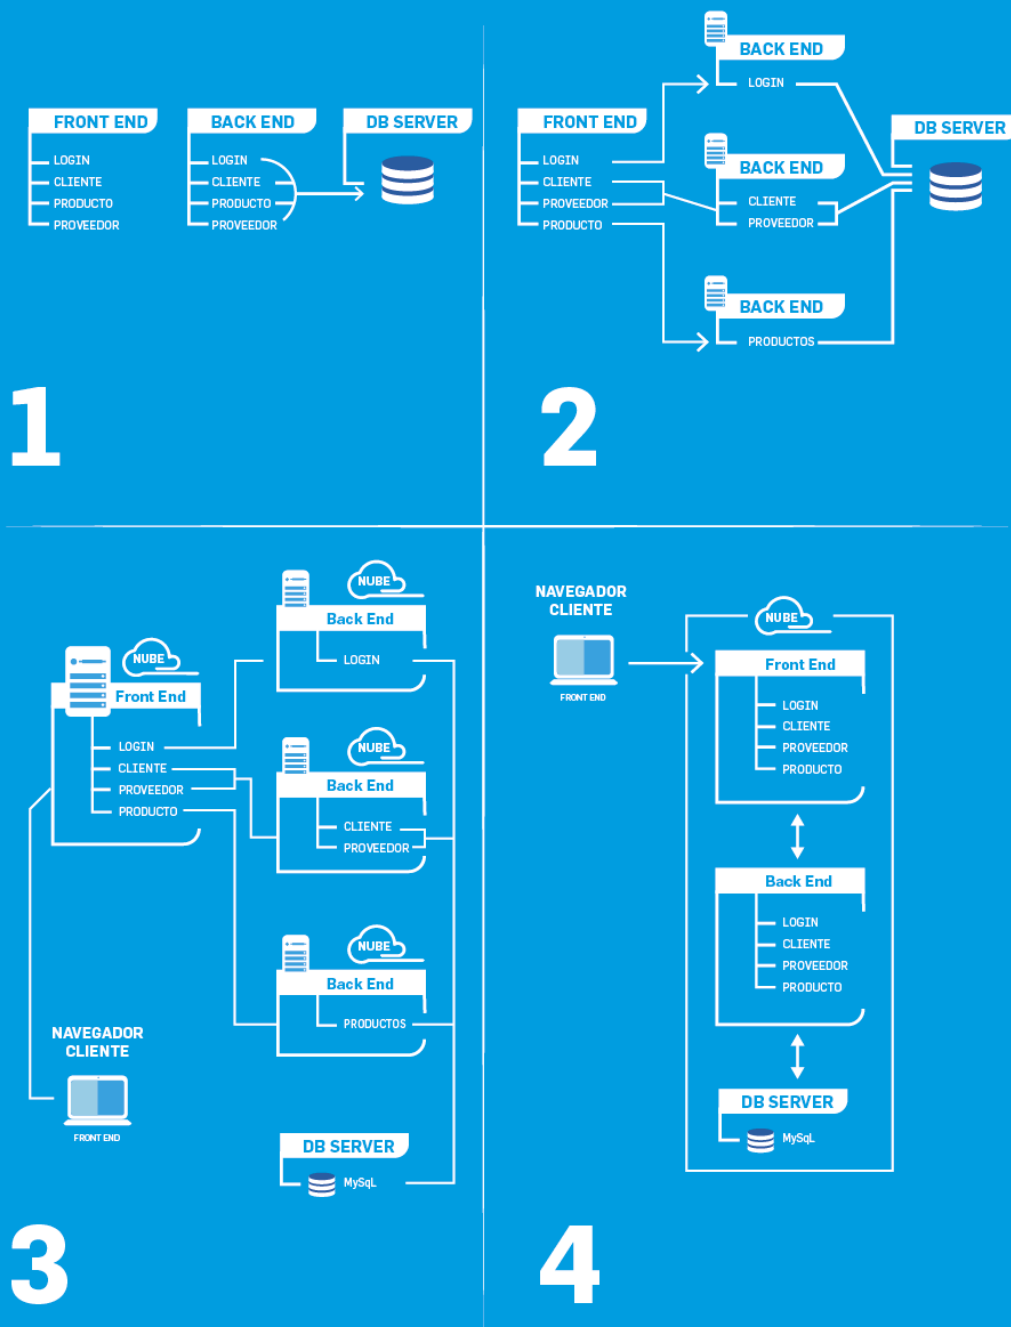 FRONT END
LOGIN
CLIENTE
PRODUCTO
PROVEEDOR
BACK END
LOGIN
CLIENTE
PRODUCTO
PROVEEDOR
DB SERVER
1
FRONT END
LOGIN
CLIENTE
PROVEEDOR
PRODUCTO
BACK END
LOGIN
BACK END
CLIENTE
PROVEEDOR
BACK END
PRODUCTOS
DB SERVER
2
NUBE
Front End
LOGIN
CLIENTE
PROVEEDOR
PRODUCTO
NUBE
Back End
LOGIN
NUBE
Back End
CLIENTE
PROVEEDOR
NUBE
Back End
PRODUCTOS
NAVEGADOR
CLIENTE
FRONT END
DB SERVER
MySqL
3
NAVEGADOR
CLIENTE
FRONT END
NUBE
Front End
LOGIN
CLIENTE
PROVEEDOR
PRODUCTO
Back End
LOGIN
CLIENTE
PROVEEDOR
PRODUCTO
DB SERVER
MySqL
4